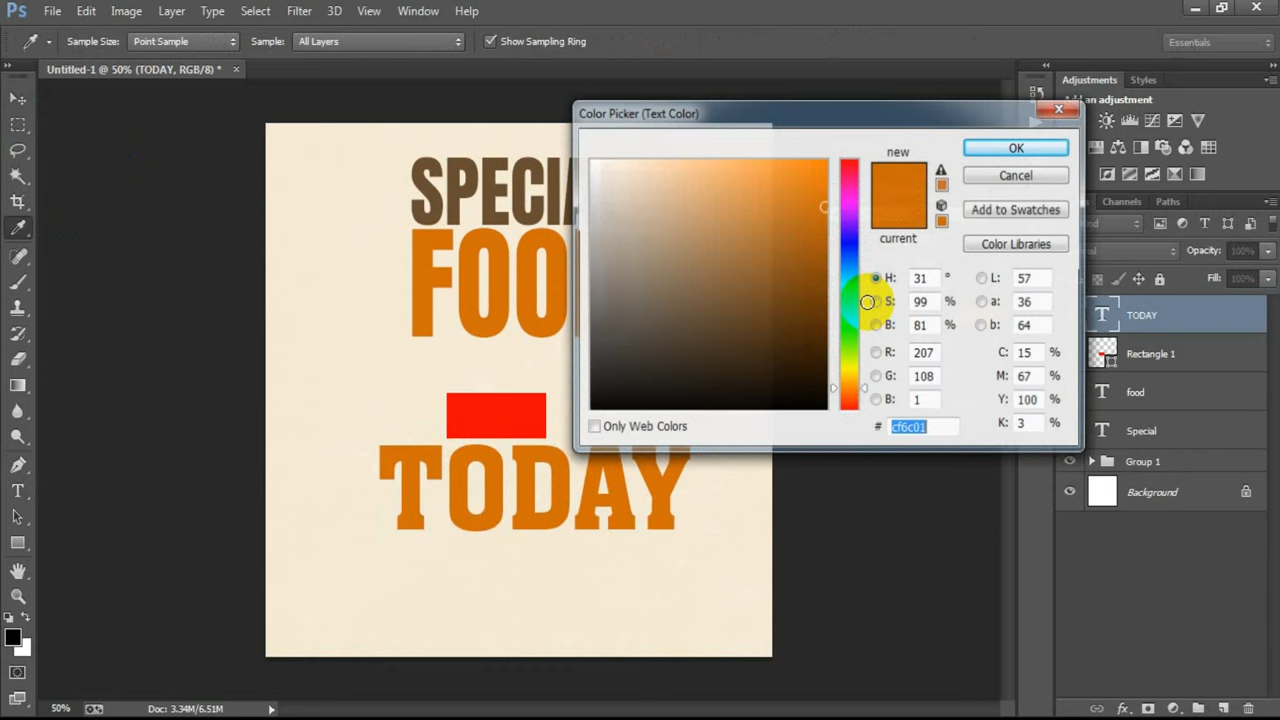 Ps File Edit Image Layer Type Select Filter 3D View Window Help
Sample Size: Point Sample Sample: All Layers Show Sampling Ring Essentials
Untitled-1 @ 50% (TODAY, RGB/8) * ×
SPECIA
FOO
TODAY
Color Picker (Text Color)
new
current
OK
Cancel
Add to Swatches
Color Libraries
H: 31 °
S: 99 %
B: 81 %
R: 207
G: 108
B: 1
# cf6c01
L: 57
a: 36
b: 64
C: 15 %
M: 67 %
Y: 100 %
K: 3 %
Only Web Colors
Adjustments Styles
dd an adjustment
Channels Paths
Opacity: 100%
Fill: 100%
T TODAY
Rectangle 1
T food
T Special
Group 1
Background
50% Doc: 3.34M/6.51M